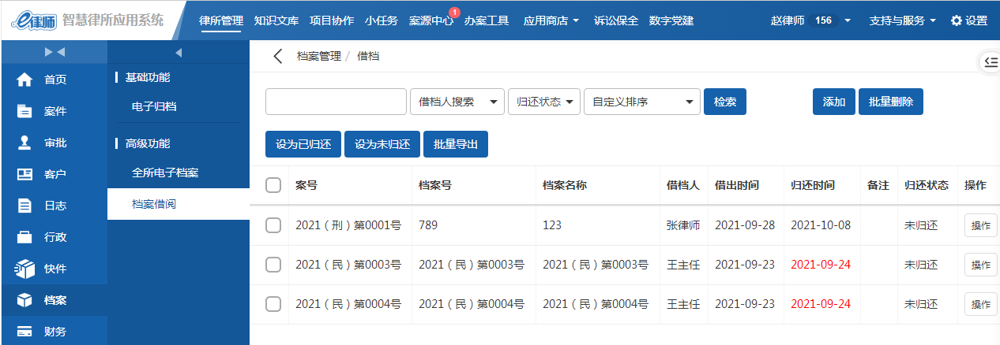 e律师 智慧律所应用系统 律所管理 知识文库 项目协作 小任务 案源中心 1 办案工具 应用商店 诉讼保全 数字党建 赵律师 156 支持与服务 设置
首页
案件
审批
客户
日志
行政
快件
档案
财务
基础功能
电子归档
高级功能
全所电子档案
档案借阅
档案管理 / 借档
借档人搜索 归还状态 自定义排序 检索 添加 批量删除
设为已归还 设为未归还 批量导出
案号 档案号 档案名称 借档人 借出时间 归还时间 备注 归还状态 操作
2021（刑）第0001号 789 123 张律师 2021-09-28 2021-10-08 未归还 操作
2021（民）第0003号 2021（民）第0003号 2021（民）第0003号 王主任 2021-09-23 2021-09-24 未归还 操作
2021（民）第0004号 2021（民）第0004号 2021（民）第0004号 王主任 2021-09-23 2021-09-24 未归还 操作